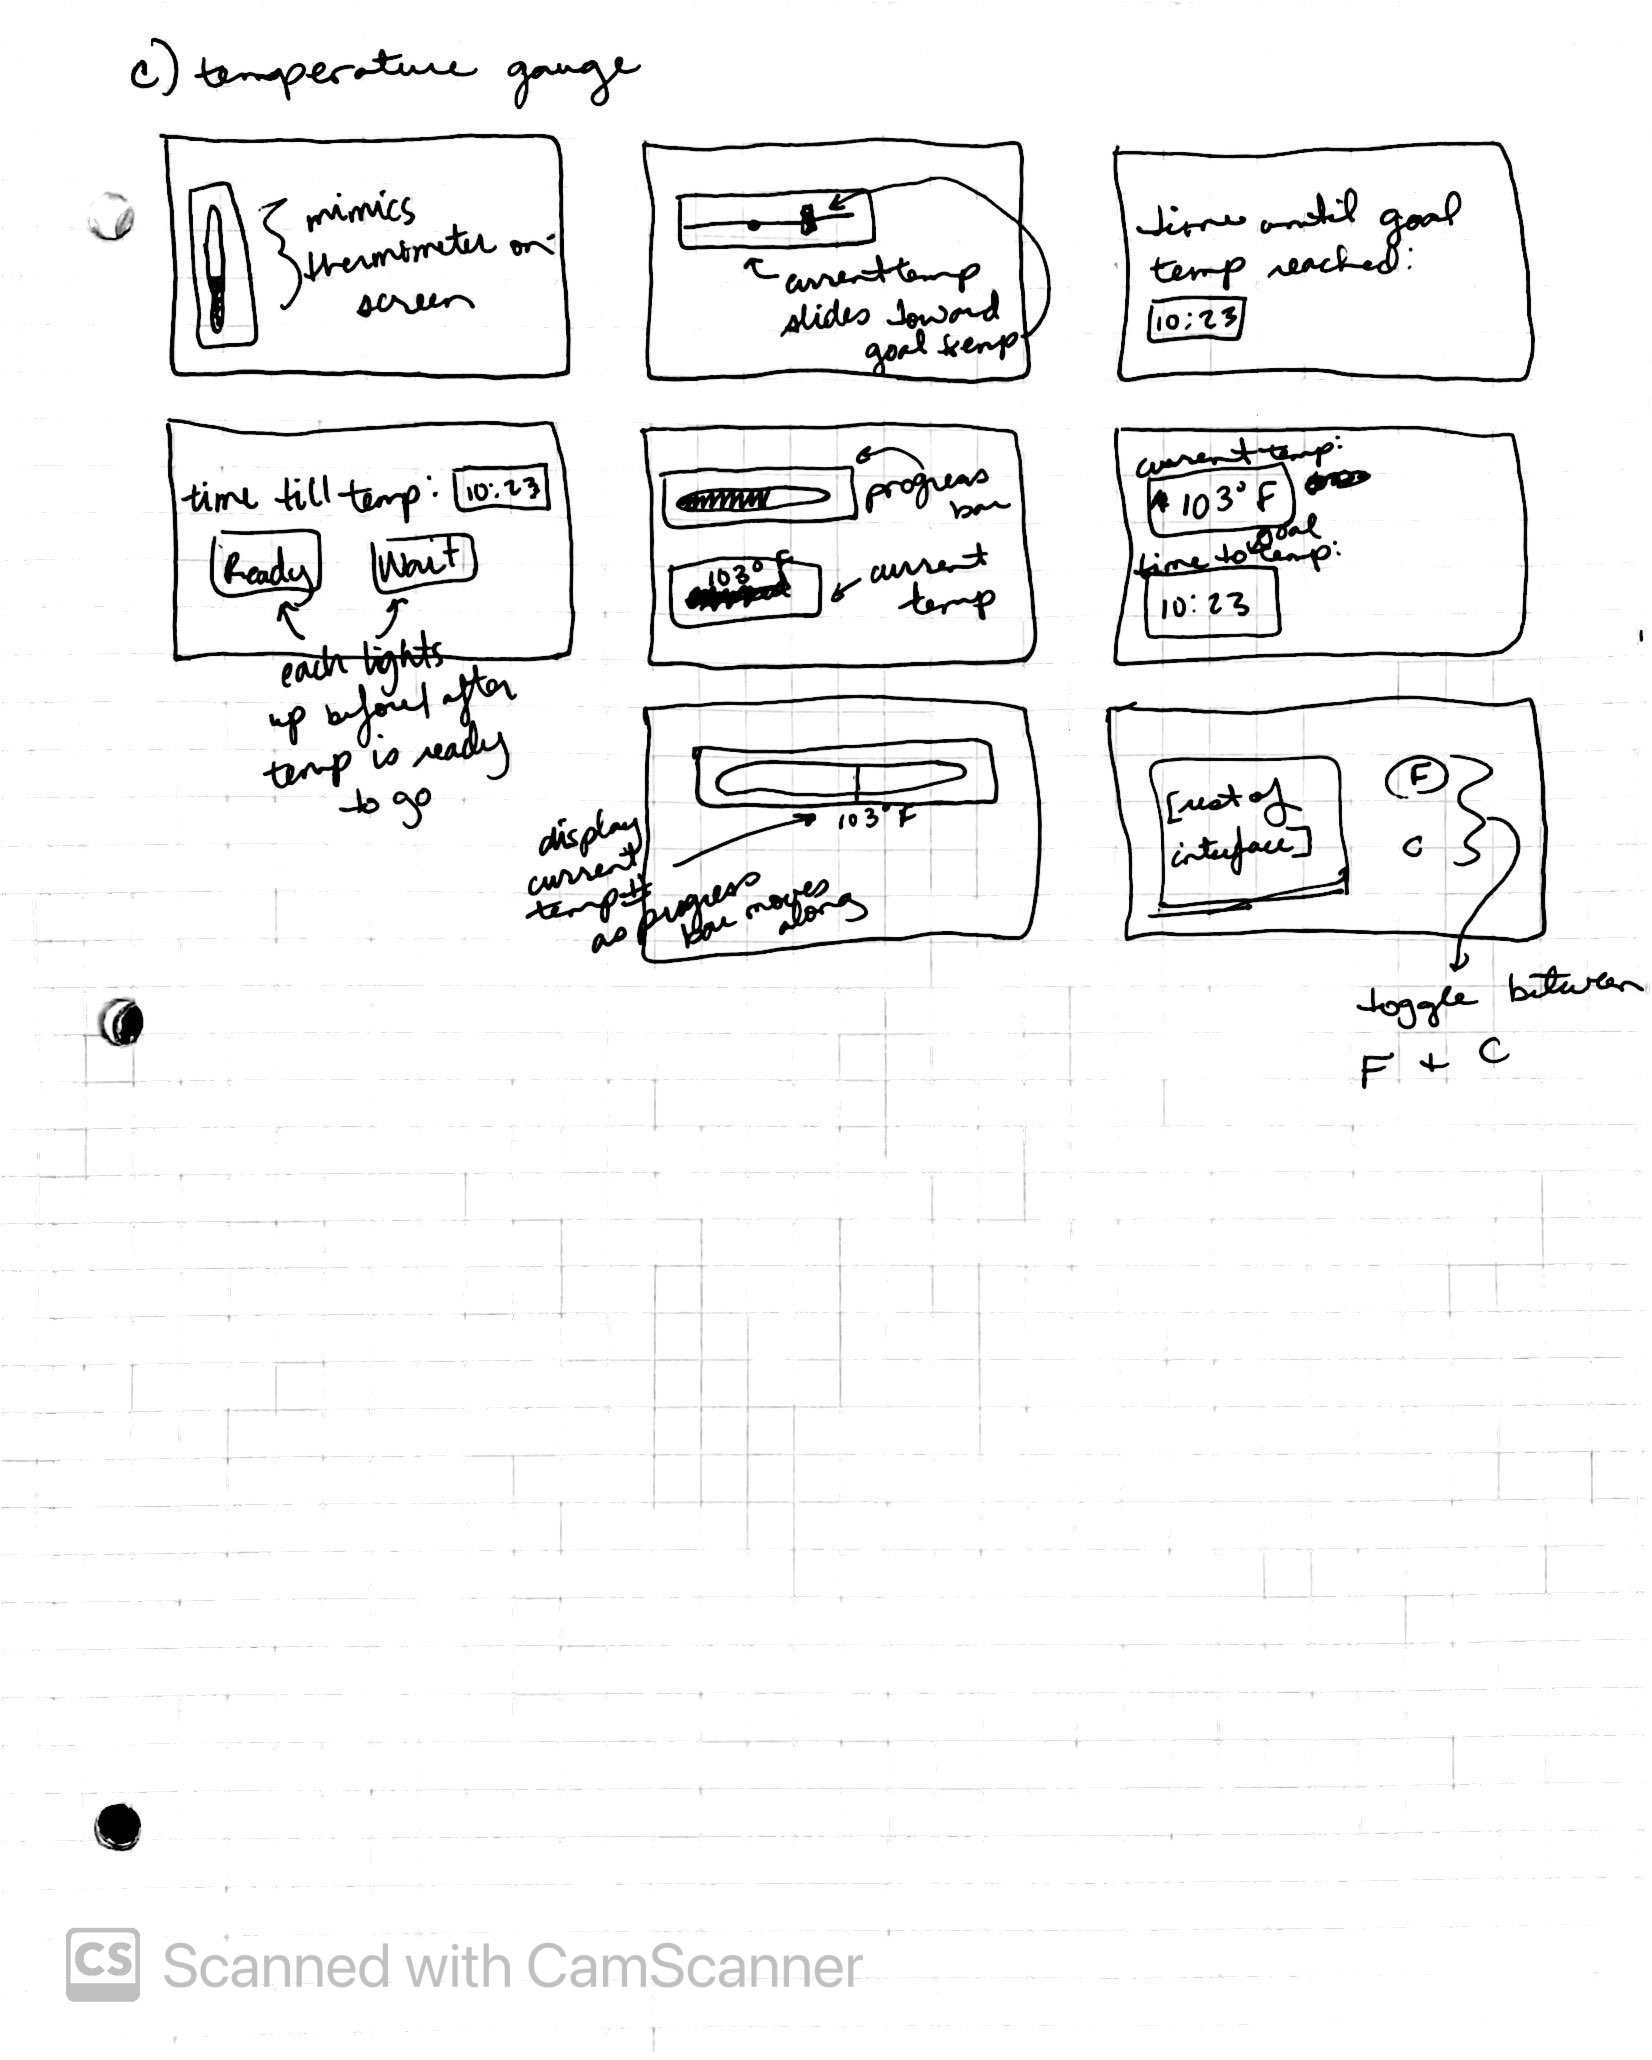 c) temperature gauge
mimics
thermometer on-
screen
current temp
slides toward
goal temp
time until goal
temp reached:
10:23
time till temp: 10:23
Ready Wait
each lights
up before/after
temp is ready
to go
progress
bar
103° F
current
temp
current temp:
103° F
goal
time to temp:
10:23
103° F
display
current
temp #
as progress
bar moves
along
[rest of
interface]
F
C
toggle between
F + C
CS Scanned with CamScanner